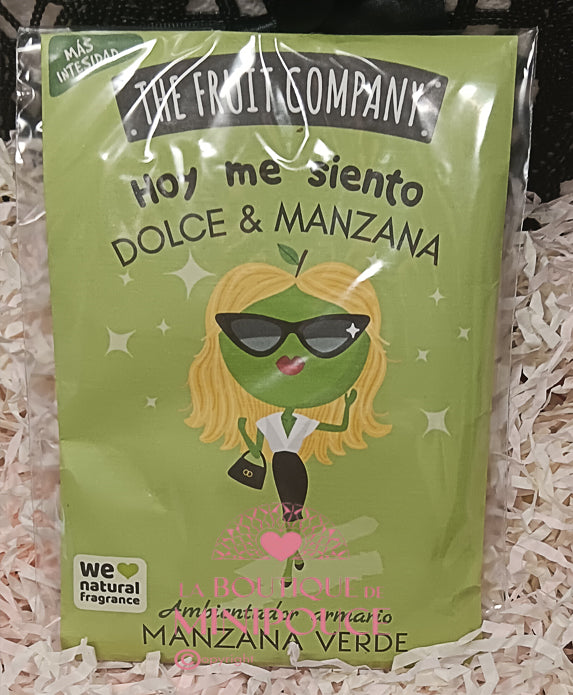 MÁS
INTESIDAD
THE FRUIT COMPANY
Hoy me siento
DOLCE & MANZANA
we
natural
fragrance
LA BOUTIQUE DE
Ambientador armario
MANZANA VERDE